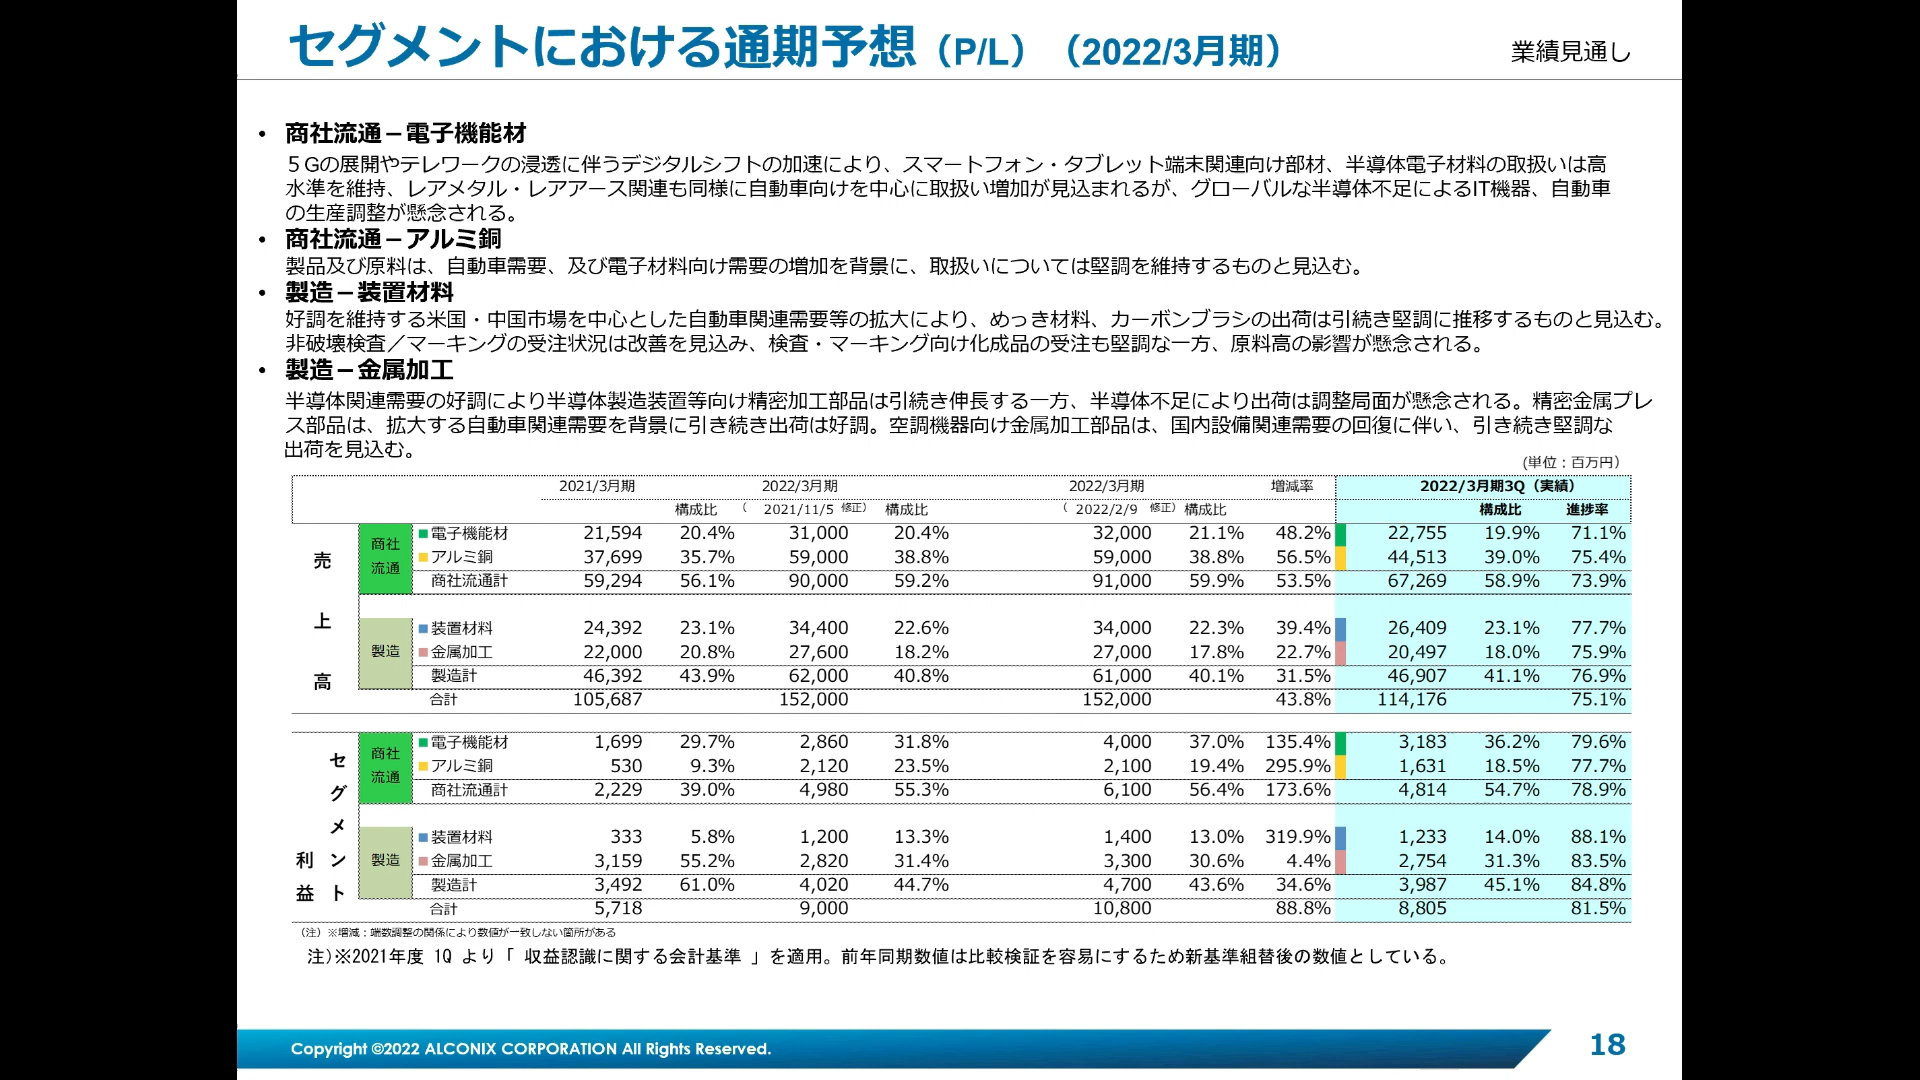 セグメントにおける通期予想（P/L）（2022/3月期）
業績見通し
• 商社流通－電子機能材
５Gの展開やテレワークの浸透に伴うデジタルシフトの加速により、スマートフォン・タブレット端末関連向け部材、半導体電子材料の取扱いは高
水準を維持、レアメタル・レアアース関連も同様に自動車向けを中心に取扱い増加が見込まれるが、グローバルな半導体不足によるIT機器、自動車
の生産調整が懸念される。
• 商社流通－アルミ銅
製品及び原料は、自動車需要、及び電子材料向け需要の増加を背景に、取扱いについては堅調を維持するものと見込む。
• 製造－装置材料
好調を維持する米国・中国市場を中心とした自動車関連需要等の拡大により、めっき材料、カーボンブラシの出荷は引続き堅調に推移するものと見込む。
非破壊検査／マーキングの受注状況は改善を見込み、検査・マーキング向け化成品の受注も堅調な一方、原料高の影響が懸念される。
• 製造－金属加工
半導体関連需要の好調により半導体製造装置等向け精密加工部品は引続き伸長する一方、半導体不足により出荷は調整局面が懸念される。精密金属プレ
ス部品は、拡大する自動車関連需要を背景に引き続き出荷は好調。空調機器向け金属加工部品は、国内設備関連需要の回復に伴い、引き続き堅調な
出荷を見込む。
（単位：百万円）
2021/3月期 2022/3月期 2022/3月期 増減率 2022/3月期3Q（実績）
構成比 （ 2021/11/5 修正） 構成比 （ 2022/2/9 修正） 構成比 構成比 進捗率
売上高
商社流通
電子機能材 21,594 20.4% 31,000 20.4% 32,000 21.1% 48.2% 22,755 19.9% 71.1%
アルミ銅 37,699 35.7% 59,000 38.8% 59,000 38.8% 56.5% 44,513 39.0% 75.4%
商社流通計 59,294 56.1% 90,000 59.2% 91,000 59.9% 53.5% 67,269 58.9% 73.9%
製造
装置材料 24,392 23.1% 34,400 22.6% 34,000 22.3% 39.4% 26,409 23.1% 77.7%
金属加工 22,000 20.8% 27,600 18.2% 27,000 17.8% 22.7% 20,497 18.0% 75.9%
製造計 46,392 43.9% 62,000 40.8% 61,000 40.1% 31.5% 46,907 41.1% 76.9%
合計 105,687 152,000 152,000 43.8% 114,176 75.1%
セグメント利益
商社流通
電子機能材 1,699 29.7% 2,860 31.8% 4,000 37.0% 135.4% 3,183 36.2% 79.6%
アルミ銅 530 9.3% 2,120 23.5% 2,100 19.4% 295.9% 1,631 18.5% 77.7%
商社流通計 2,229 39.0% 4,980 55.3% 6,100 56.4% 173.6% 4,814 54.7% 78.9%
製造
装置材料 333 5.8% 1,200 13.3% 1,400 13.0% 319.9% 1,233 14.0% 88.1%
金属加工 3,159 55.2% 2,820 31.4% 3,300 30.6% 4.4% 2,754 31.3% 83.5%
製造計 3,492 61.0% 4,020 44.7% 4,700 43.6% 34.6% 3,987 45.1% 84.8%
合計 5,718 9,000 10,800 88.8% 8,805 81.5%
（注）※増減：端数調整の関係により数値が一致しない箇所がある
注)※2021年度 1Q より「 収益認識に関する会計基準 」を適用。前年同期数値は比較検証を容易にするため新基準組替後の数値としている。
Copyright ©2022 ALCONIX CORPORATION All Rights Reserved.
18